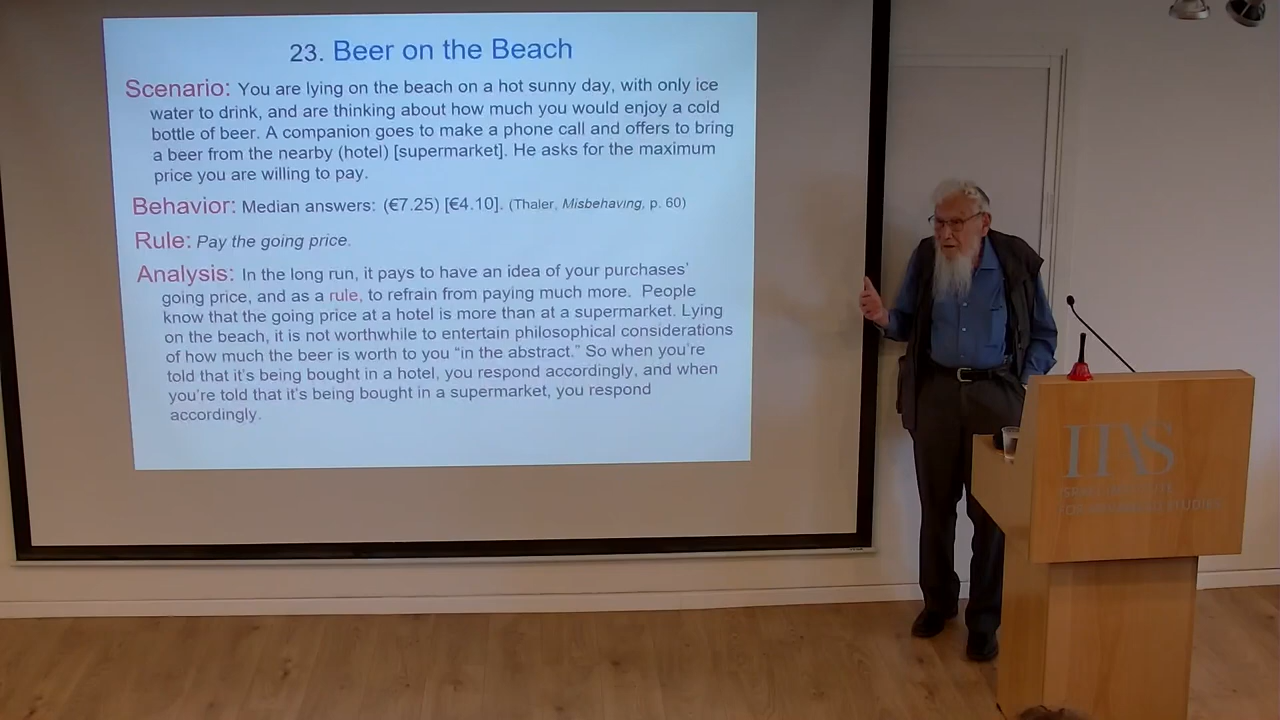 23. Beer on the Beach
Scenario: You are lying on the beach on a hot sunny day, with only ice
water to drink, and are thinking about how much you would enjoy a cold
bottle of beer. A companion goes to make a phone call and offers to bring
a beer from the nearby (hotel) [supermarket]. He asks for the maximum
price you are willing to pay.
Behavior: Median answers: (€7.25) [€4.10]. (Thaler, Misbehaving, p. 60)
Rule: Pay the going price.
Analysis: In the long run, it pays to have an idea of your purchases'
going price, and as a rule, to refrain from paying much more. People
know that the going price at a hotel is more than at a supermarket. Lying
on the beach, it is not worthwhile to entertain philosophical considerations
of how much the beer is worth to you “in the abstract.” So when you're
told that it's being bought in a hotel, you respond accordingly, and when
you're told that it's being bought in a supermarket, you respond
accordingly.
IIAS
ISRAEL INSTITUTE
FOR ADVANCED STUDIES